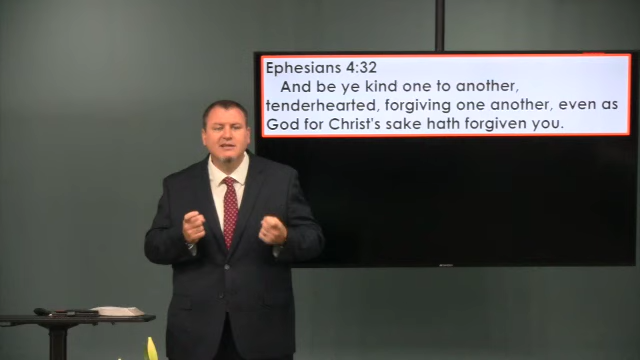 Ephesians 4:32
And be ye kind one to another,
tenderhearted, forgiving one another, even as
God for Christ's sake hath forgiven you.